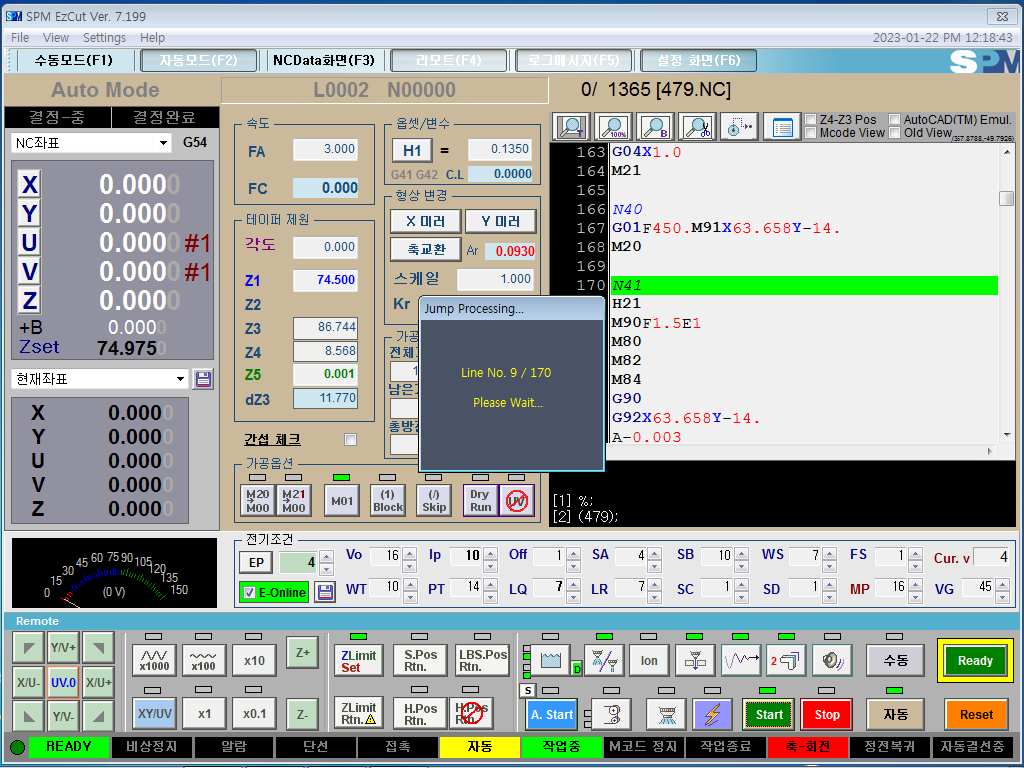 SPM EzCut Ver. 7.199
File View Settings Help
2023-01-22 PM 12:18:43
수동모드(F1) 자동모드(F2) NCData화면(F3) 리모트(F4) 로그메시지(F5) 설정 화면(F6)
SPM
Auto Mode
L0002 N00000
0/ 1365 [479.NC]
결정-중 결정완료
NC좌표 G54
X 0.0000
Y 0.0000
U 0.0000 #1
V 0.0000 #1
Z 0.0000
+B 0.0000
Zset 74.9750
현재좌표
X 0.0000
Y 0.0000
U 0.0000
V 0.0000
Z 0.0000
속도
FA 3.000
FC 0.000
테이퍼 제원
각도 0.000
Z1 74.500
Z2
Z3 86.744
Z4 8.568
Z5 0.001
dZ3 11.770
간섭 체크
옵셋/변수
H1 = 0.1350
G41 G42 C.L 0.0000
형상 변경
X 미러 Y 미러
축교환 Ar 0.0930
스케일 1.000
Kr
가공옵션
M20 M00
M21 M00
M01
(1) Block
(/) Skip
Dry Run
UV
Jump Processing...
Line No. 9 / 170
Please Wait...
T 100% B
Z4-Z3 Pos AutoCAD(TM) Emul.
Mcode View Old View
163 G04X1.0
164 M21
165
166 N40
167 G01F450.M91X63.658Y-14.
168 M20
169
170 N41
H21
M90F1.5E1
M80
M82
M84
G90
G92X63.658Y-14.
A-0.003
[1] %;
[2] (479);
0 15 30 45 60 75 90 105 120 135 150
(0 V)
전기조건
EP 4
E-Online
Vo 16 Ip 10 Off 1 SA 4 SB 10 WS 7 FS 1 Cur. v 4
WT 10 PT 14 LQ 7 LR 7 SC 1 SD 1 MP 16 VG 45
Remote
Y/V+
X/U- UV.0 X/U+
Y/V-
x1000 x100 x10 Z+
XY/UV x1 x0.1 Z-
ZLimit Set
S.Pos Rtn.
LBS.Pos Rtn.
ZLimit Rtn.
H.Pos Rtn.
D
Ion
2
수동
Ready
S
A. Start
Start
Stop
자동
Reset
READY 비상정지 알람 단선 접촉 자동 작업중 M코드 정지 작업종료 축-회전 정전복귀 자동결선중